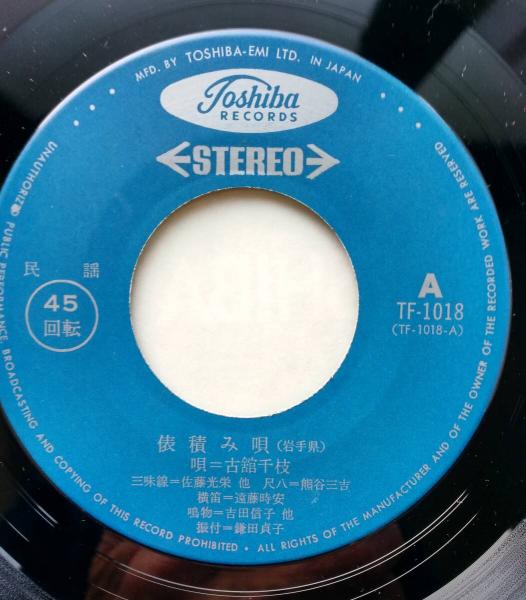 MFD. BY TOSHIBA-EMI LTD. IN JAPAN
Toshiba
RECORDS
STEREO
民謡
45
回転
A
TF-1018
(TF-1018-A)
俵積み唄(岩手県)
唄=古舘千枝
三味線=佐藤光栄 他 尺八=熊谷三吉
横笛=遠藤時安
鳴物=吉田信子 他
振付=鎌田貞子
UNAUTHORIZED PUBLIC PERFORMANCE, BROADCASTING AND COPYING OF THIS RECORD PROHIBITED • ALL RIGHTS OF THE MANUFACTURER AND OF THE OWNER OF THE RECORDED WORK ARE RESERVED